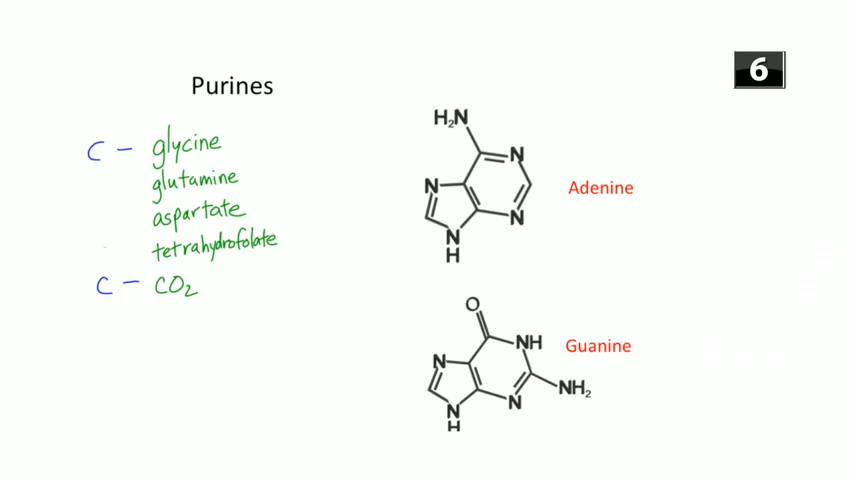 6
Purines
C – glycine
glutamine
aspartate
tetrahydrofolate
C – CO₂
H₂N
N
N
N
N
H
Adenine
O
NH
N
NH₂
N
N
H
Guanine